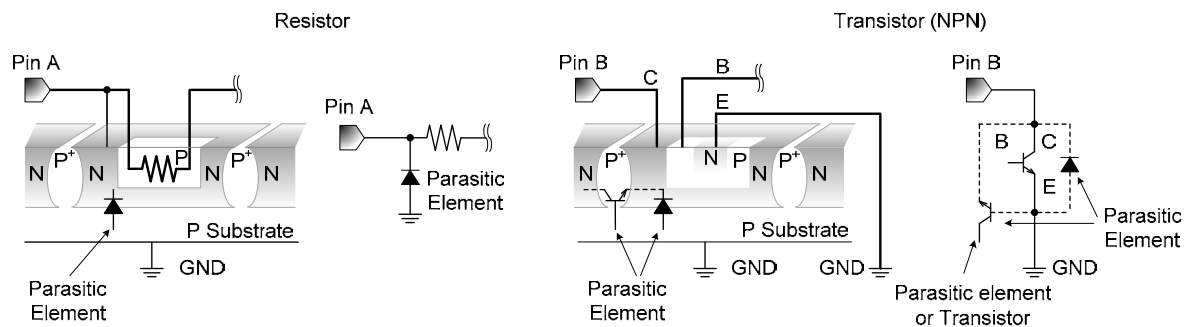 Resistor
Transistor (NPN)
Pin A
N
P+
N
P
P+
N
P Substrate
GND
Parasitic
Element
Pin A
Parasitic
Element
Pin B
C
B
E
N
P+
N
N
P
P+
N
P Substrate
GND
GND
Parasitic
Element
Pin B
B
C
E
Parasitic
Element
GND
Parasitic element
or Transistor